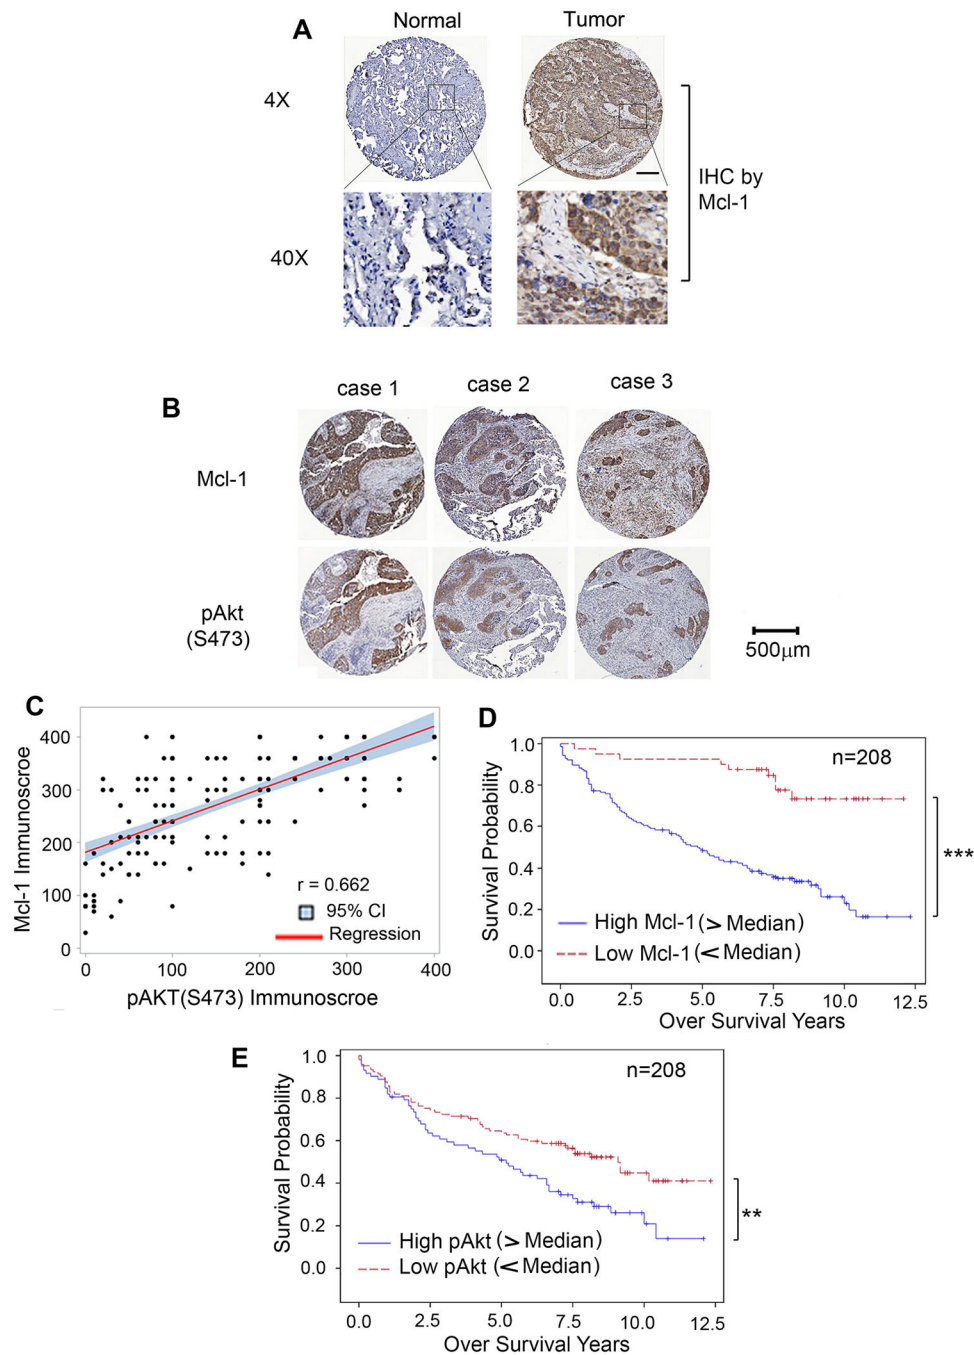 A
Normal
Tumor
4X
40X
IHC by
Mcl-1
B
case 1
case 2
case 3
Mcl-1
pAkt
(S473)
500μm
C
Mcl-1 Immunoscroe
400
300
200
100
0
r = 0.662
95% CI
Regression
0
100
200
300
400
pAKT(S473) Immunoscroe
D
Survival Probability
1.0
0.8
0.6
0.4
0.2
0.0
n=208
***
High Mcl-1 (> Median)
Low Mcl-1 (< Median)
0.0
2.5
5.0
7.5
10.0
12.5
Over Survival Years
E
Survival Probability
1.0
0.8
0.6
0.4
0.2
0.0
n=208
**
High pAkt (> Median)
Low pAkt (< Median)
0.0
2.5
5.0
7.5
10.0
12.5
Over Survival Years